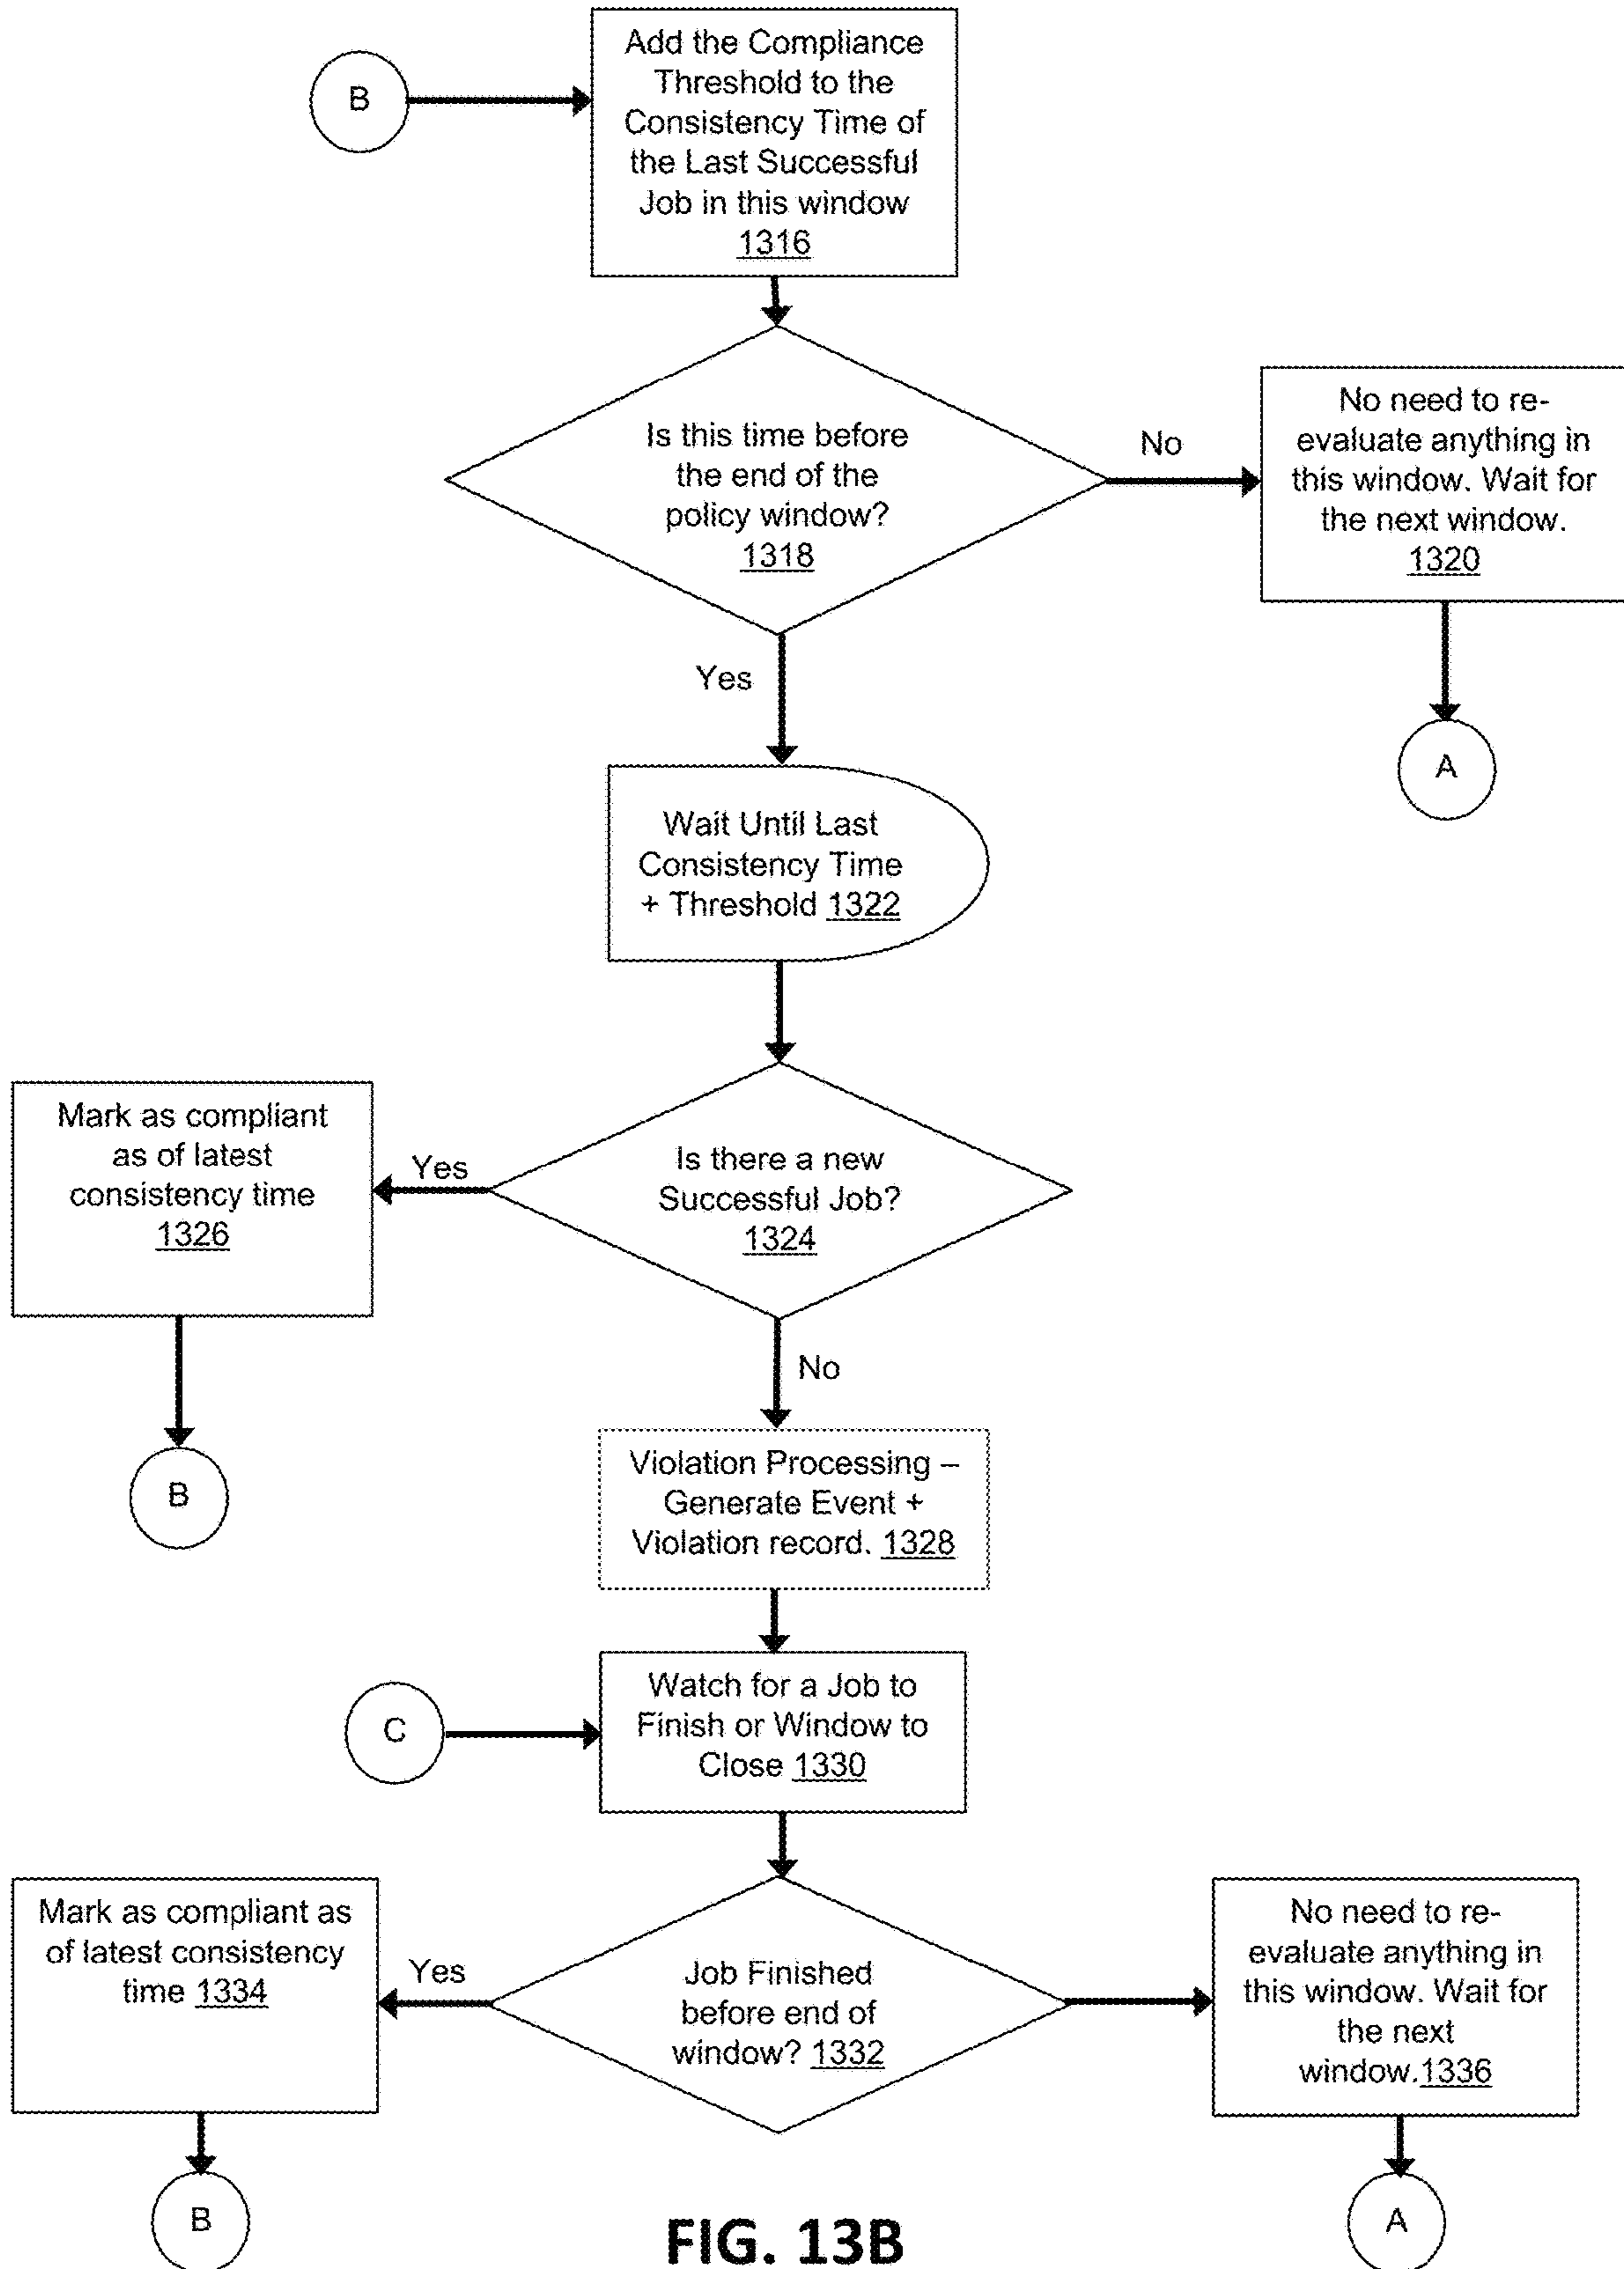 B
Add the Compliance
Threshold to the
Consistency Time of
the Last Successful
Job in this window
1316
Is this time before
the end of the
policy window?
1318
No
No need to re-
evaluate anything in
this window. Wait for
the next window.
1320
A
Yes
Wait Until Last
Consistency Time
+ Threshold 1322
Is there a new
Successful Job?
1324
Yes
Mark as compliant
as of latest
consistency time
1326
B
No
Violation Processing –
Generate Event +
Violation record. 1328
C
Watch for a Job to
Finish or Window to
Close 1330
Job Finished
before end of
window? 1332
Yes
Mark as compliant as
of latest consistency
time 1334
B
No need to re-
evaluate anything in
this window. Wait for
the next
window.1336
A
FIG. 13B